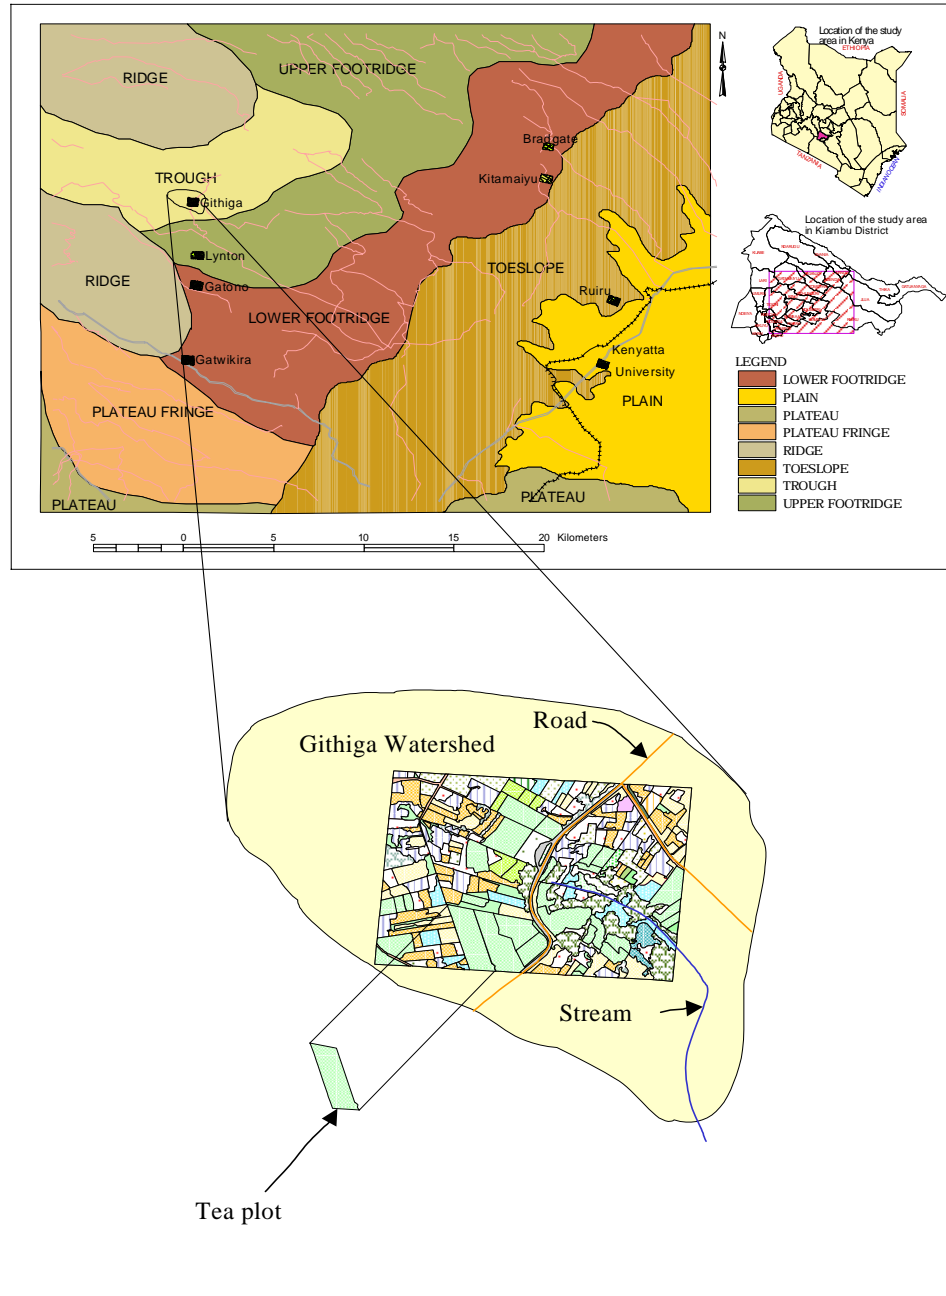 RIDGE
UPPER FOOTRIDGE
N
Bradgate
Kitamaiyu
TROUGH
Githiga
Lynton
Gatono
RIDGE
LOWER FOOTRIDGE
TOESLOPE
Ruiru
Kenyatta
University
Gatwikira
PLATEAU FRINGE
PLAIN
PLATEAU
PLATEAU
5 0 5 10 15 20 Kilometers
Location of the study
area in Kenya
ETHIOPIA
UGANDA
SOMALIA
TANZANIA
INDIAN OCEAN
Location of the study area
in Kiambu District
LEGEND
LOWER FOOTRIDGE
PLAIN
PLATEAU
PLATEAU FRINGE
RIDGE
TOESLOPE
TROUGH
UPPER FOOTRIDGE
Road
Githiga Watershed
Stream
Tea plot